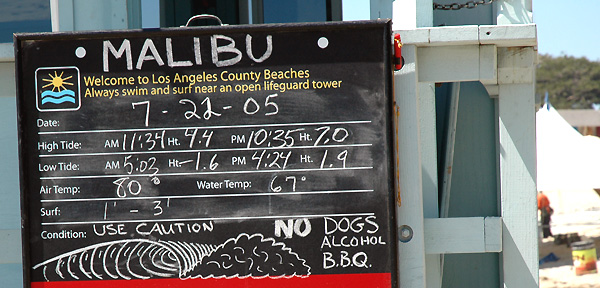 MALIBU
Welcome to Los Angeles County Beaches
Always swim and surf near an open lifeguard tower
Date: 7-21-05
High Tide: AM 11:34 Ht. 4.4 PM 10:35 Ht. 7.0
Low Tide: AM 5:03 Ht. -1.6 PM 4:24 Ht. 1.9
Air Temp: 80° Water Temp: 67°
Surf: 1' - 3'
Condition: USE CAUTION NO DOGS
ALCOHOL
B.B.Q.